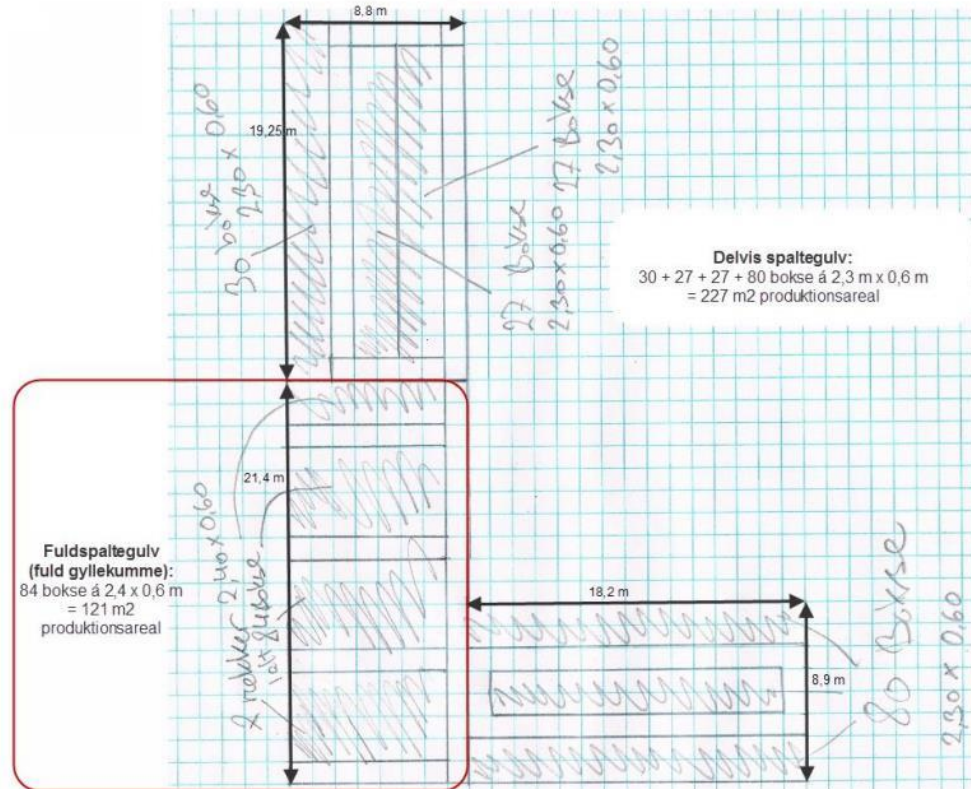 8,8 m
19,25 m
30 bokse
2,30 x 0,60
27 Bokse
2,30 x 0,60
27 Bokse
2,30 x 0,60
Delvis spaltegulv:
30 + 27 + 27 + 80 bokse á 2,3 m x 0,6 m
= 227 m2 produktionsareal
21,4 m
Fuldspaltegulv
(fuld gyllekumme):
84 bokse á 2,4 x 0,6 m
= 121 m2
produktionsareal
7 rækker 2,40 x 0,60
ialt 84 bokse
18,2 m
8,9 m
80 Bokse
2,30 x 0,60